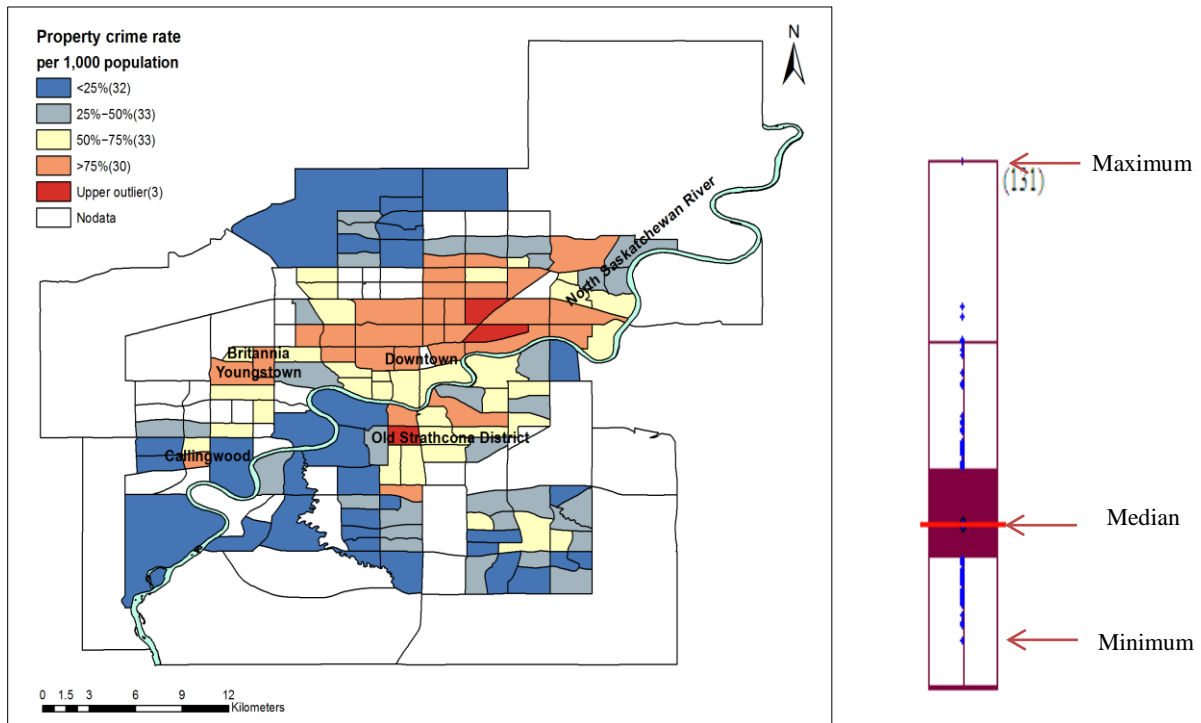 Property crime rate
per 1,000 population
<25%(32)
25%−50%(33)
50%−75%(33)
>75%(30)
Upper outlier(3)
Nodata
N
North Saskatchewan River
Britannia
Youngstown
Downtown
Old Strathcona District
Callingwood
0 1.5 3 6 9 12
Kilometers
Maximum
(131)
Median
Minimum